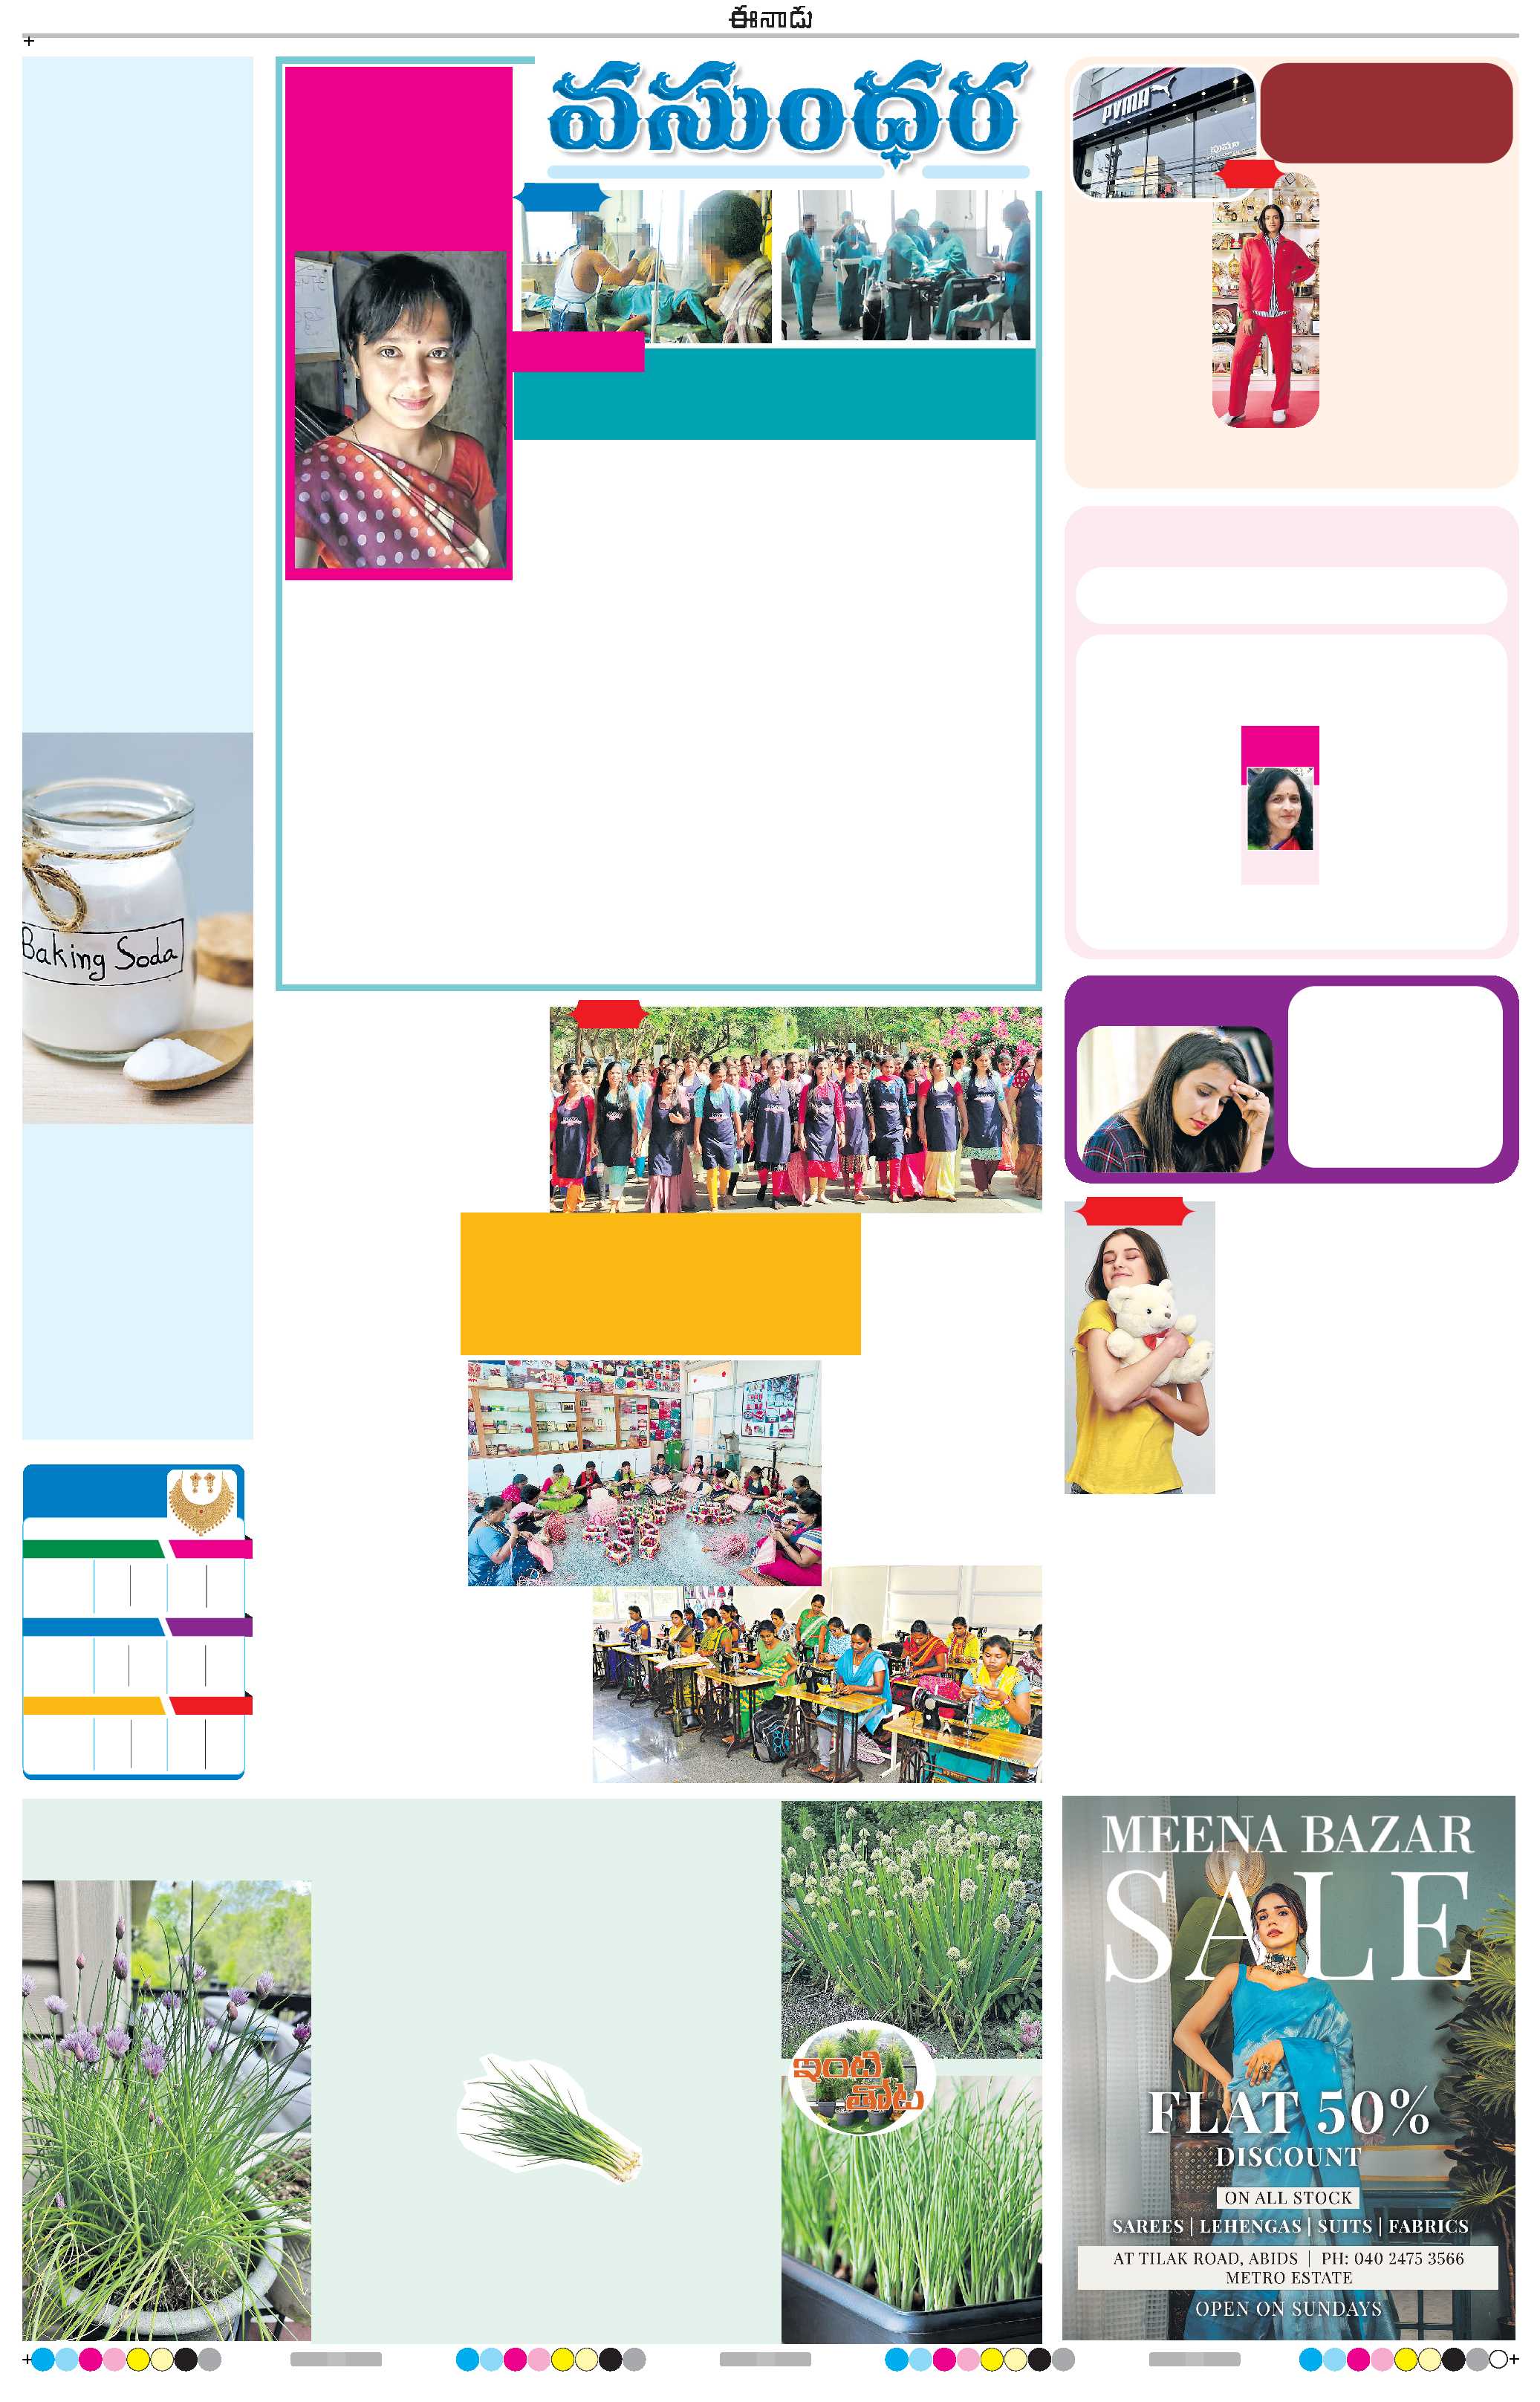 ఈనాడు
వసుంధర
PVMA
Baking Soda
ఇంటి
తోట
MEENA BAZAR
SALE
FLAT 50%
DISCOUNT
ON ALL STOCK
SAREES | LEHENGAS | SUITS | FABRICS
AT TILAK ROAD, ABIDS | PH: 040 2475 3566
METRO ESTATE
OPEN ON SUNDAYS